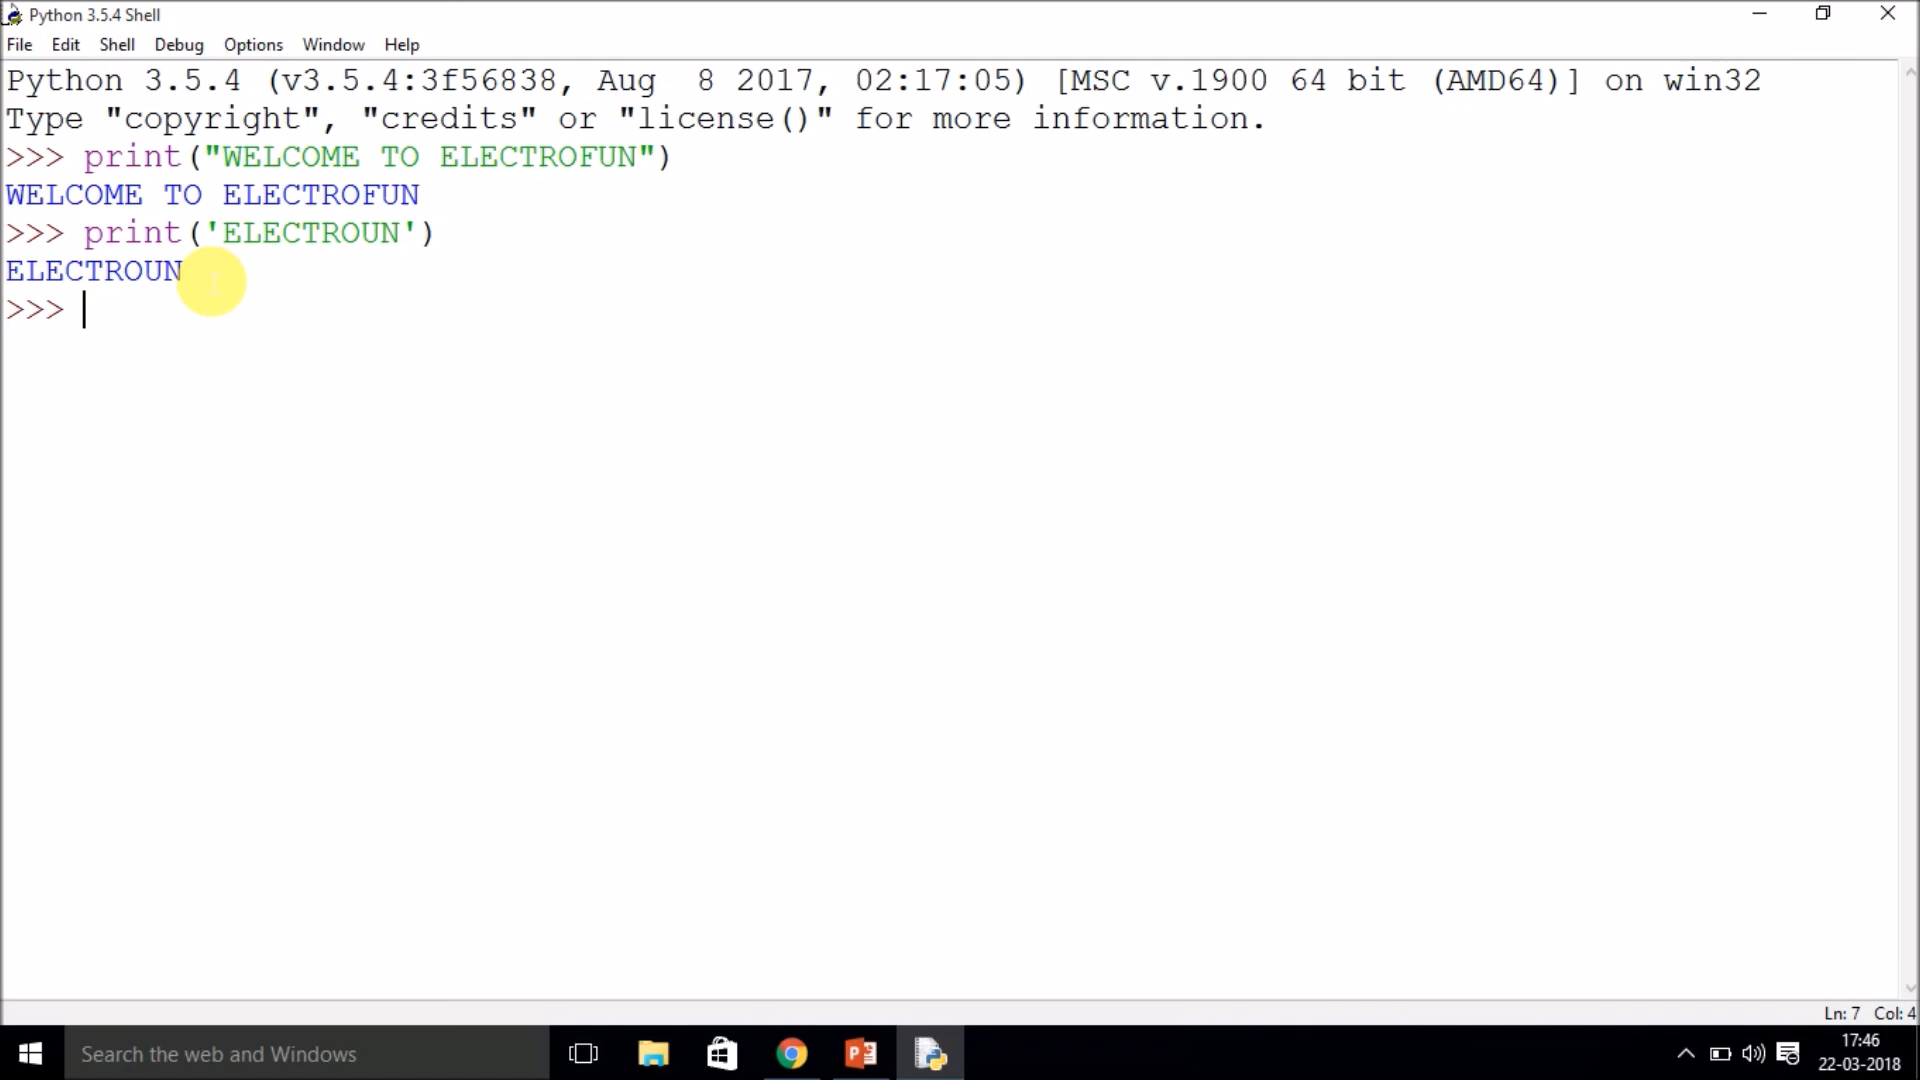 Python 3.5.4 Shell
File Edit Shell Debug Options Window Help
Python 3.5.4 (v3.5.4:3f56838, Aug  8 2017, 02:17:05) [MSC v.1900 64 bit (AMD64)] on win32
Type "copyright", "credits" or "license()" for more information.
>>> print("WELCOME TO ELECTROFUN")
WELCOME TO ELECTROFUN
>>> print('ELECTROUN')
ELECTROUN
>>>
Ln: 7 Col: 4
Search the web and Windows
17:46
22-03-2018